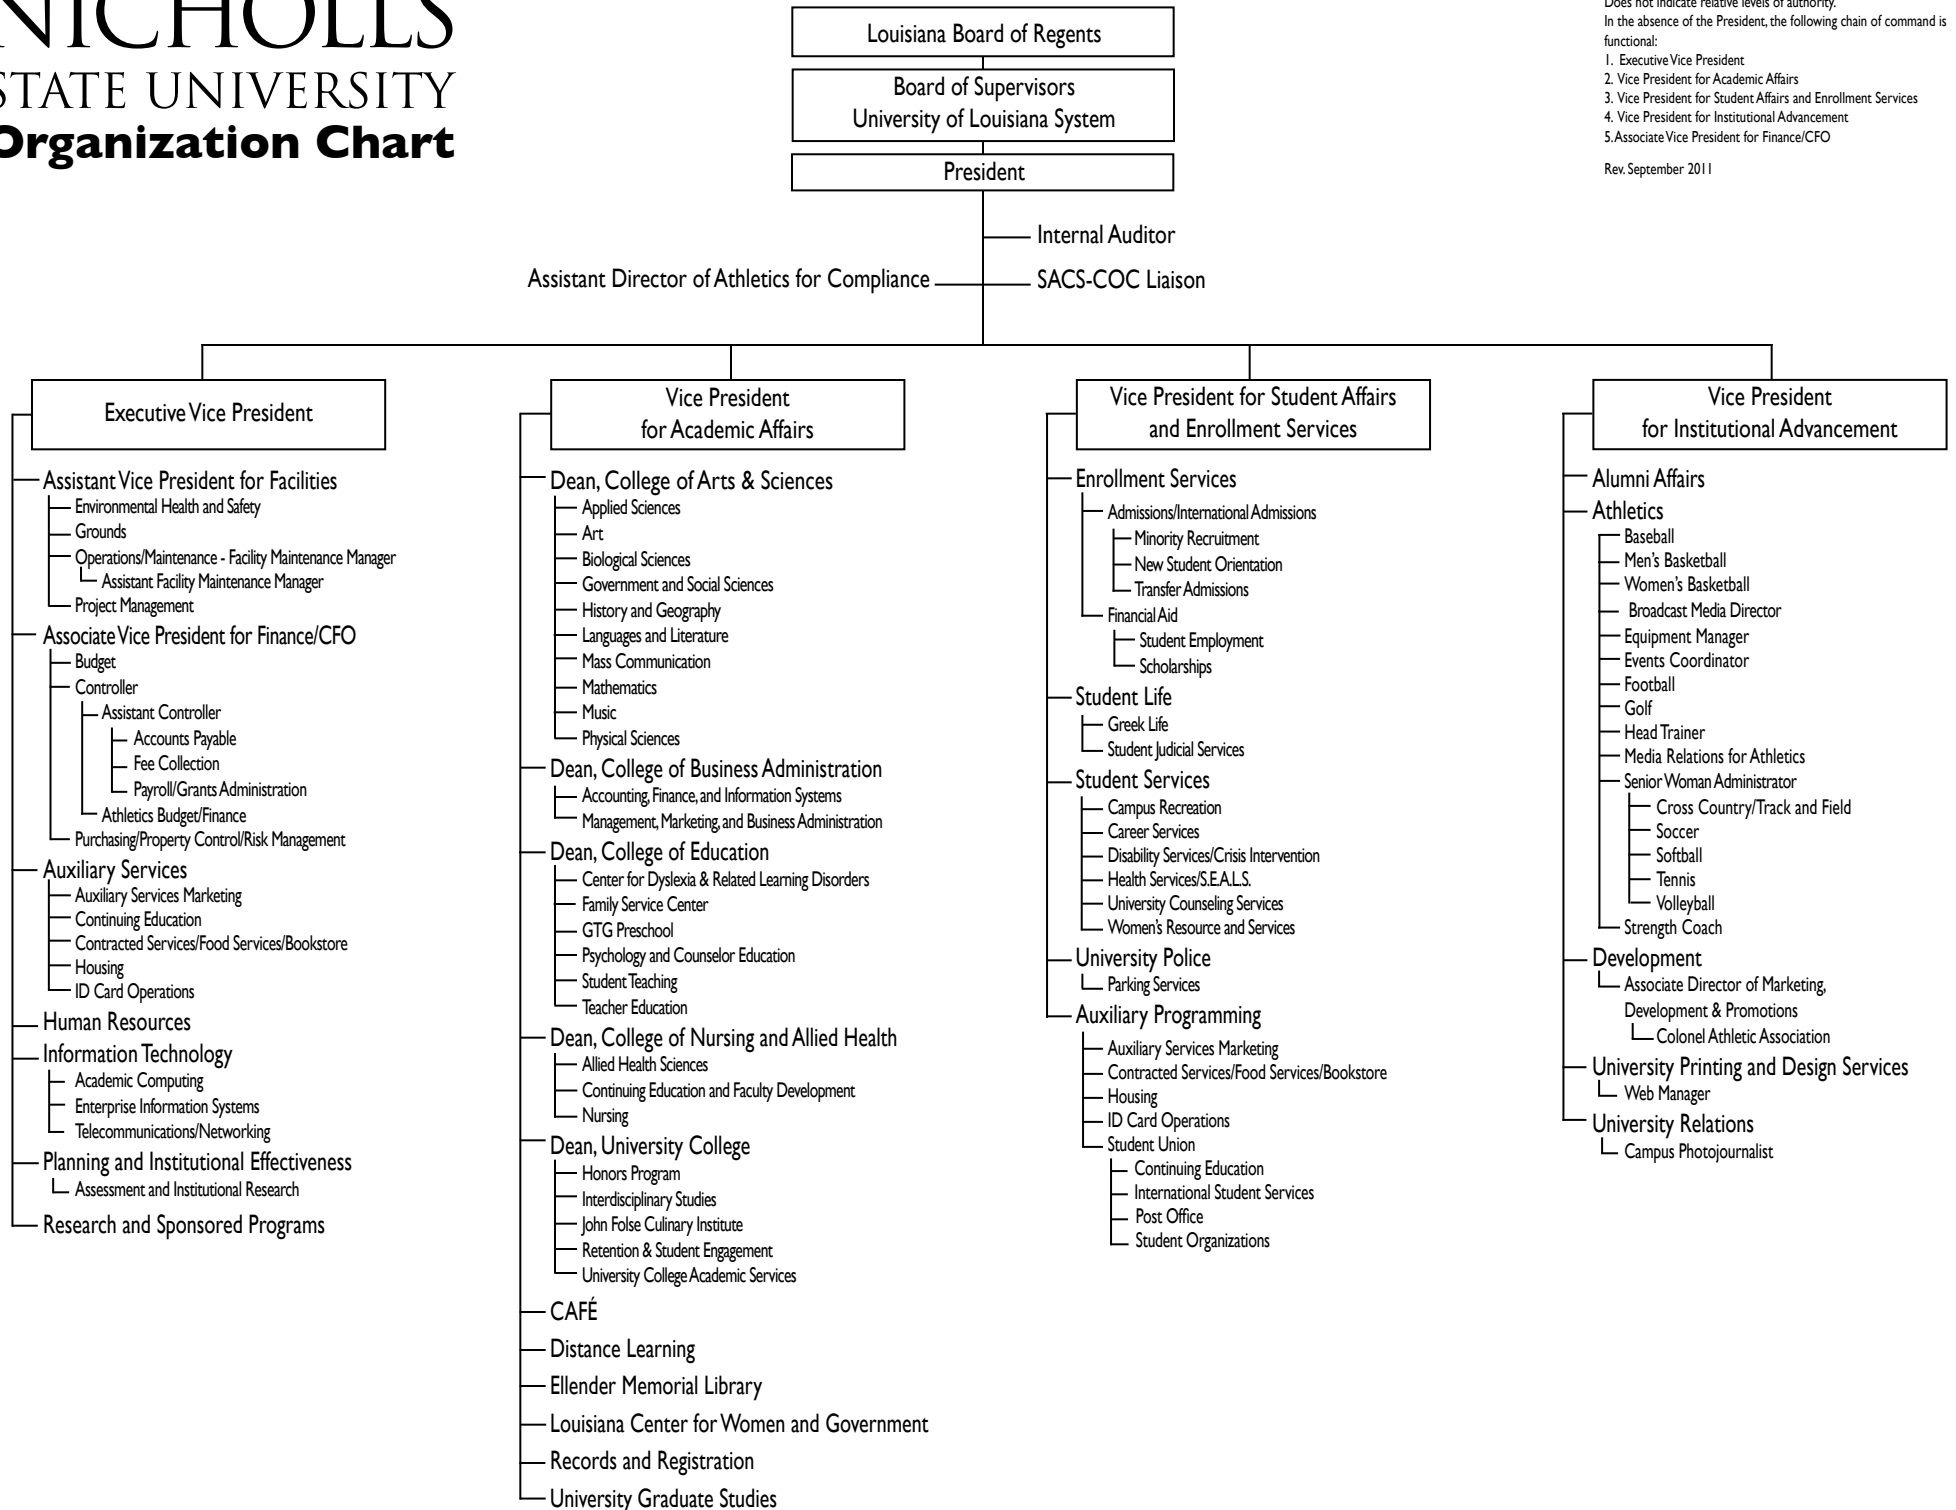 NICHOLLS
STATE UNIVERSITY
Organization Chart
Does not indicate relative levels of authority.
In the absence of the President, the following chain of command is
functional:
1. Executive Vice President
2. Vice President for Academic Affairs
3. Vice President for Student Affairs and Enrollment Services
4. Vice President for Institutional Advancement
5. Associate Vice President for Finance/CFO
Rev. September 2011
Louisiana Board of Regents
Board of Supervisors
University of Louisiana System
President
Internal Auditor
Assistant Director of Athletics for Compliance
SACS-COC Liaison
Executive Vice President
Assistant Vice President for Facilities
Environmental Health and Safety
Grounds
Operations/Maintenance - Facility Maintenance Manager
Assistant Facility Maintenance Manager
Project Management
Associate Vice President for Finance/CFO
Budget
Controller
Assistant Controller
Accounts Payable
Fee Collection
Payroll/Grants Administration
Athletics Budget/Finance
Purchasing/Property Control/Risk Management
Auxiliary Services
Auxiliary Services Marketing
Continuing Education
Contracted Services/Food Services/Bookstore
Housing
ID Card Operations
Human Resources
Information Technology
Academic Computing
Enterprise Information Systems
Telecommunications/Networking
Planning and Institutional Effectiveness
Assessment and Institutional Research
Research and Sponsored Programs
Vice President
for Academic Affairs
Dean, College of Arts & Sciences
Applied Sciences
Art
Biological Sciences
Government and Social Sciences
History and Geography
Languages and Literature
Mass Communication
Mathematics
Music
Physical Sciences
Dean, College of Business Administration
Accounting, Finance, and Information Systems
Management, Marketing, and Business Administration
Dean, College of Education
Center for Dyslexia & Related Learning Disorders
Family Service Center
GTG Preschool
Psychology and Counselor Education
Student Teaching
Teacher Education
Dean, College of Nursing and Allied Health
Allied Health Sciences
Continuing Education and Faculty Development
Nursing
Dean, University College
Honors Program
Interdisciplinary Studies
John Folse Culinary Institute
Retention & Student Engagement
University College Academic Services
CAFÉ
Distance Learning
Ellender Memorial Library
Louisiana Center for Women and Government
Records and Registration
University Graduate Studies
Vice President for Student Affairs
and Enrollment Services
Enrollment Services
Admissions/International Admissions
Minority Recruitment
New Student Orientation
Transfer Admissions
Financial Aid
Student Employment
Scholarships
Student Life
Greek Life
Student Judicial Services
Student Services
Campus Recreation
Career Services
Disability Services/Crisis Intervention
Health Services/S.E.A.L.S.
University Counseling Services
Women's Resource and Services
University Police
Parking Services
Auxiliary Programming
Auxiliary Services Marketing
Contracted Services/Food Services/Bookstore
Housing
ID Card Operations
Student Union
Continuing Education
International Student Services
Post Office
Student Organizations
Vice President
for Institutional Advancement
Alumni Affairs
Athletics
Baseball
Men's Basketball
Women's Basketball
Broadcast Media Director
Equipment Manager
Events Coordinator
Football
Golf
Head Trainer
Media Relations for Athletics
Senior Woman Administrator
Cross Country/Track and Field
Soccer
Softball
Tennis
Volleyball
Strength Coach
Development
Associate Director of Marketing,
Development & Promotions
Colonel Athletic Association
University Printing and Design Services
Web Manager
University Relations
Campus Photojournalist